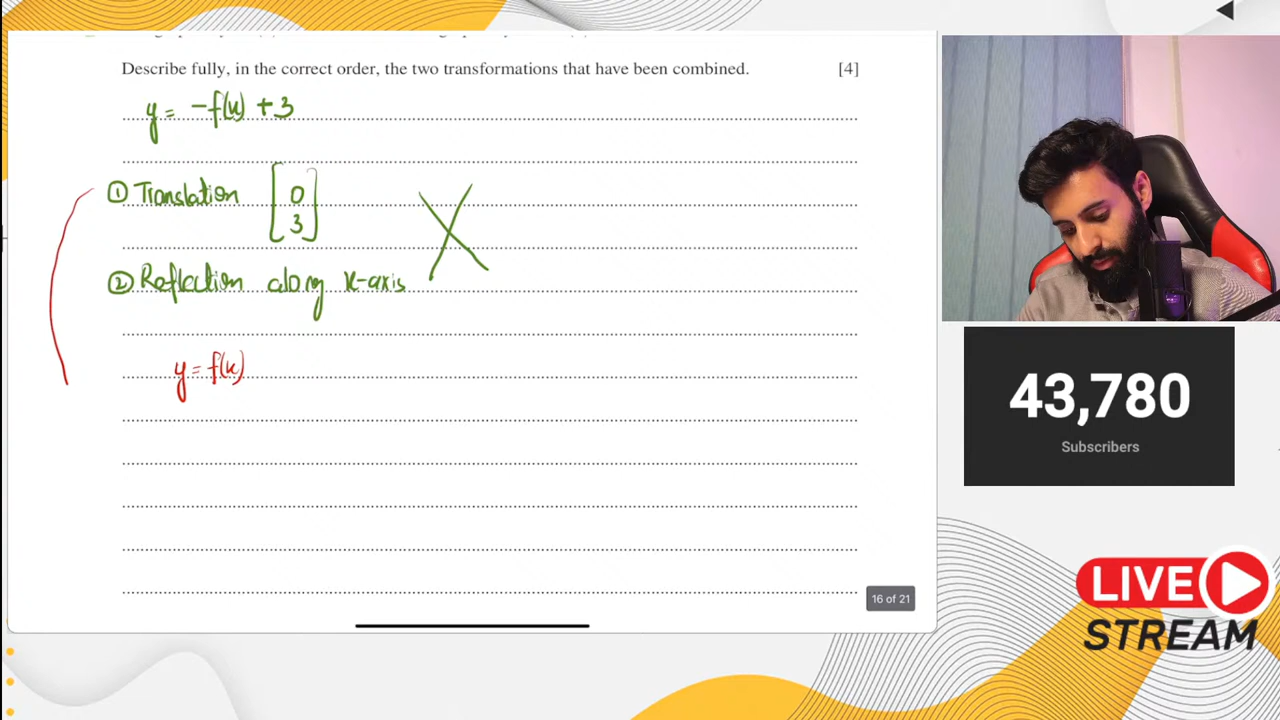 Describe fully, in the correct order, the two transformations that have been combined. [4]
y = -f(x) + 3
① Translation [0 3]
② Reflection along x-axis
y = f(x)
16 of 21
43,780
Subscribers
LIVE
STREAM